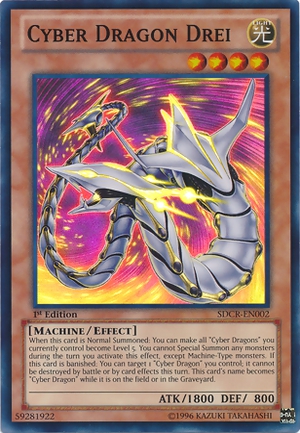 CYBER DRAGON DREI
LIGHT
光
1st Edition
SDCR-EN002
[MACHINE/EFFECT]
When this card is Normal Summoned: You can make all "Cyber Dragons" you
currently control become Level 5. You cannot Special Summon any monsters
during the turn you activate this effect, except Machine-Type monsters. If
this card is banished: You can target 1 "Cyber Dragon" you control; it cannot
be destroyed by battle or by card effects this turn. This card's name becomes
"Cyber Dragon" while it is on the field or in the Graveyard.
ATK/1800 DEF/ 800
59281922
©1996 KAZUKI TAKAHASHI